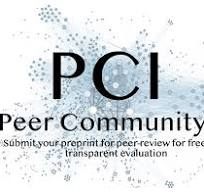 PCI
Peer Community
Submit your preprint for peer-review for free
transparent evaluation